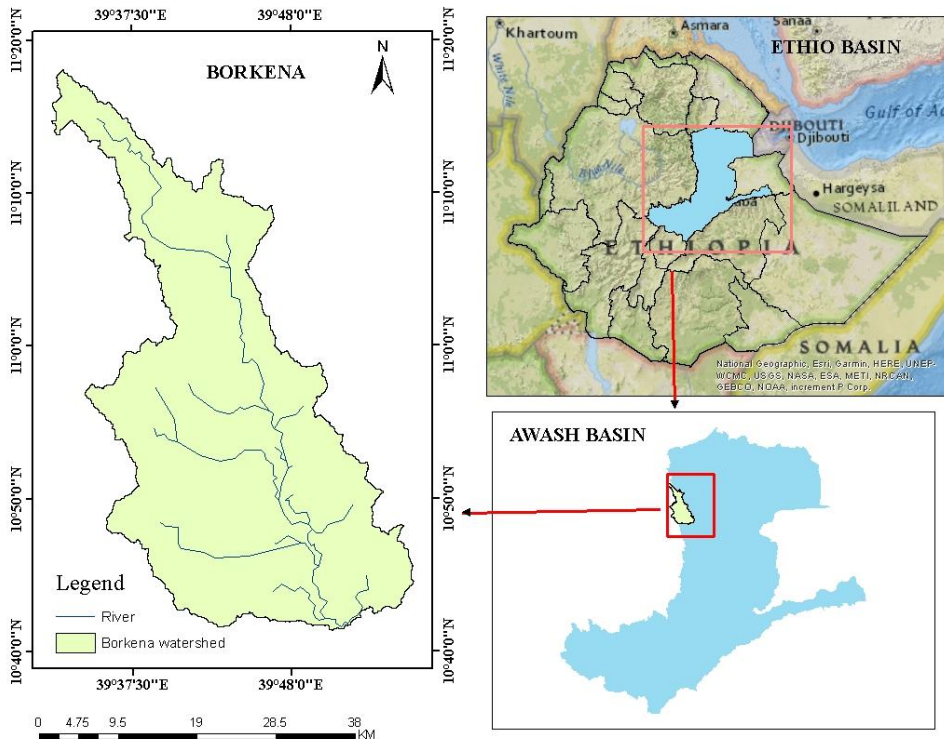 39°37'30"E
39°48'0"E
11°20'0"N
11°10'0"N
11°0'0"N
10°50'0"N
10°40'0"N
BORKENA
N
Legend
River
Borkena watershed
39°37'30"E
39°48'0"E
11°20'0"N
11°10'0"N
11°0'0"N
10°50'0"N
10°40'0"N
0 4.75 9.5 19 28.5 38
KM
Khartoum
Asmara
Sanaa
ETHIO BASIN
White Nile
Gulf of
DJIBOUTI
Djibouti
Blue Nile
Hargeysa
SOMALILAND
ETHIOPIA
SOMALIA
National Geographic, Esri, Garmin, HERE, UNEP-
WCMC, USGS, NASA, ESA, METI, NRCAN,
GEBCO, NOAA, increment P Corp.
AWASH BASIN